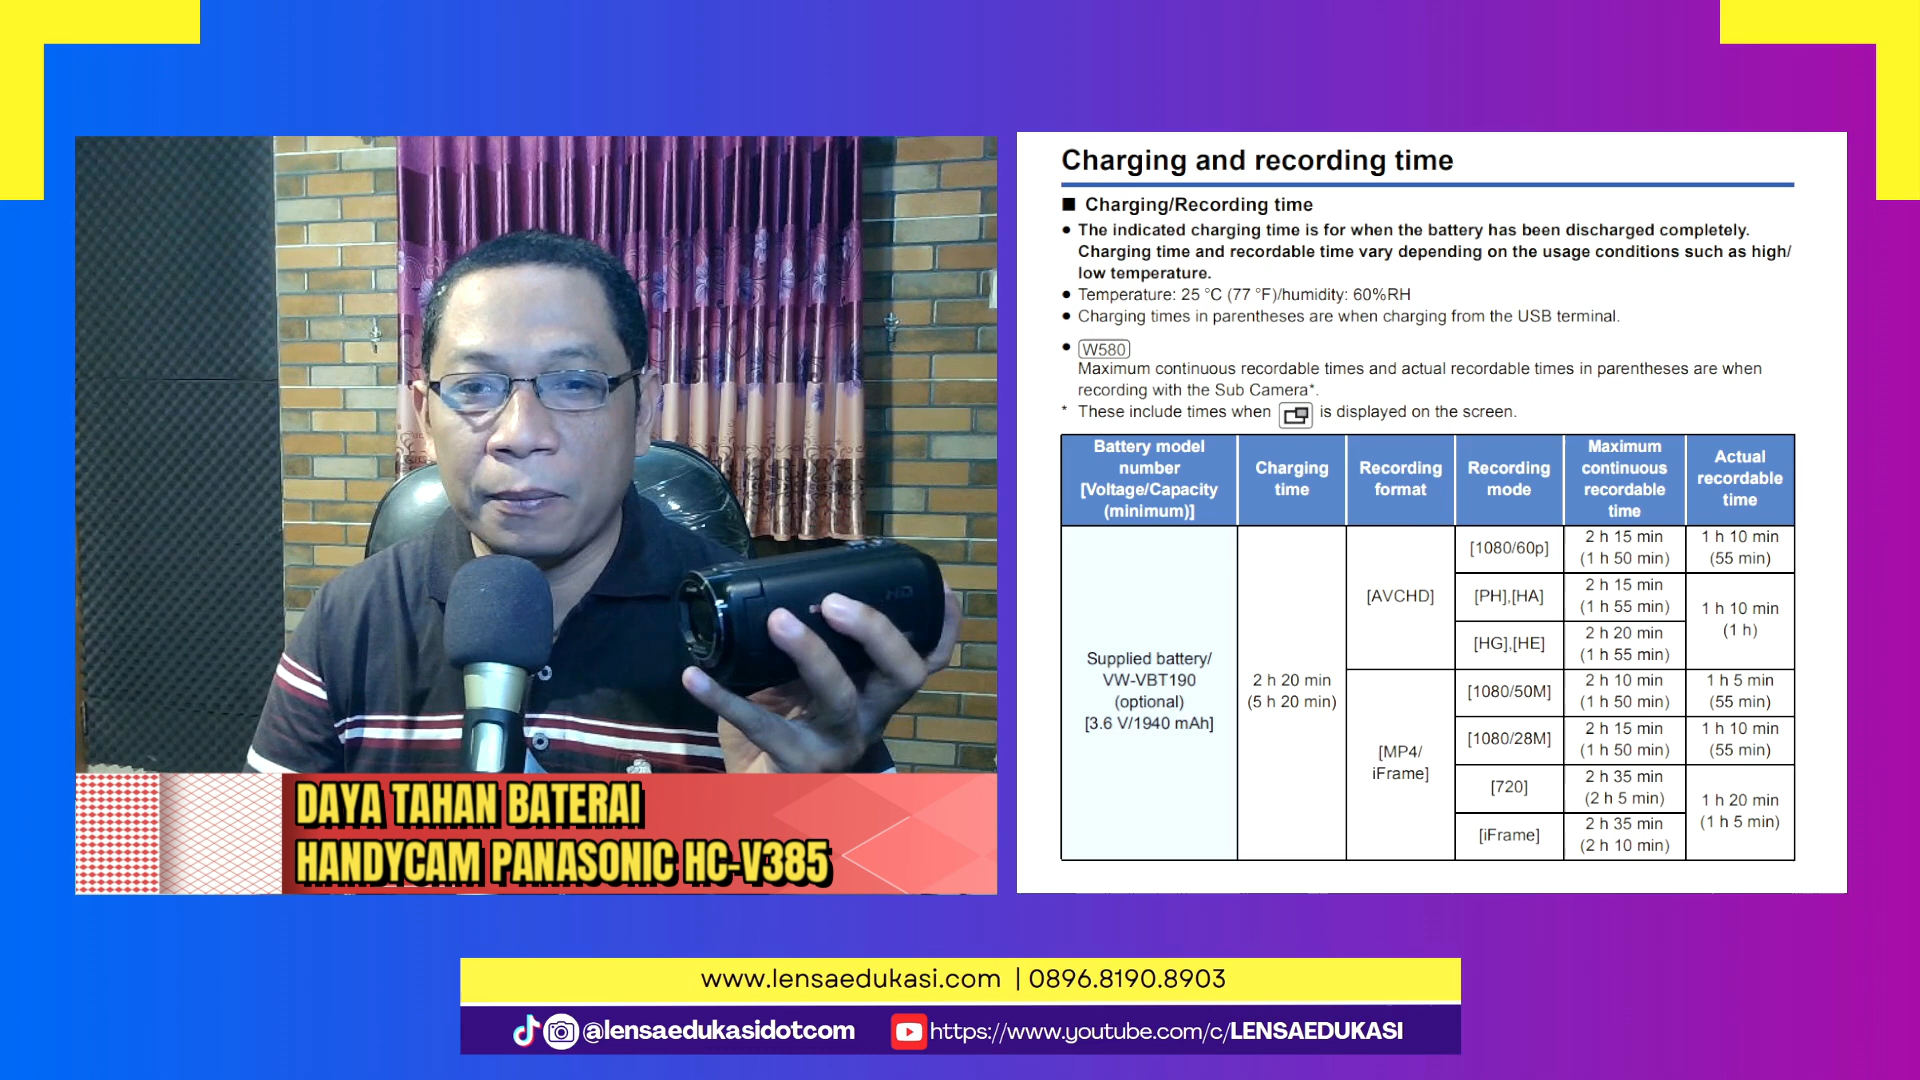 DAYA TAHAN BATERAI
HANDYCAM PANASONIC HC-V385
Charging and recording time
■ Charging/Recording time
● The indicated charging time is for when the battery has been discharged completely.
Charging time and recordable time vary depending on the usage conditions such as high/
low temperature.
● Temperature: 25 °C (77 °F)/humidity: 60%RH
● Charging times in parentheses are when charging from the USB terminal.
● W580
Maximum continuous recordable times and actual recordable times in parentheses are when
recording with the Sub Camera*.
* These include times when is displayed on the screen.
Battery model
number
[Voltage/Capacity
(minimum)]
Charging
time
Recording
format
Recording
mode
Maximum
continuous
recordable
time
Actual
recordable
time
Supplied battery/
VW-VBT190
(optional)
[3.6 V/1940 mAh]
2 h 20 min
(5 h 20 min)
[AVCHD]
[1080/60p]
2 h 15 min
(1 h 50 min)
1 h 10 min
(55 min)
[PH],[HA]
2 h 15 min
(1 h 55 min)
1 h 10 min
(1 h)
[HG],[HE]
2 h 20 min
(1 h 55 min)
[MP4/
iFrame]
[1080/50M]
2 h 10 min
(1 h 50 min)
1 h 5 min
(55 min)
[1080/28M]
2 h 15 min
(1 h 50 min)
1 h 10 min
(55 min)
[720]
2 h 35 min
(2 h 5 min)
1 h 20 min
(1 h 5 min)
[iFrame]
2 h 35 min
(2 h 10 min)
www.lensaedukasi.com | 0896.8190.8903
@lensaedukasidotcom https://www.youtube.com/c/LENSAEDUKASI